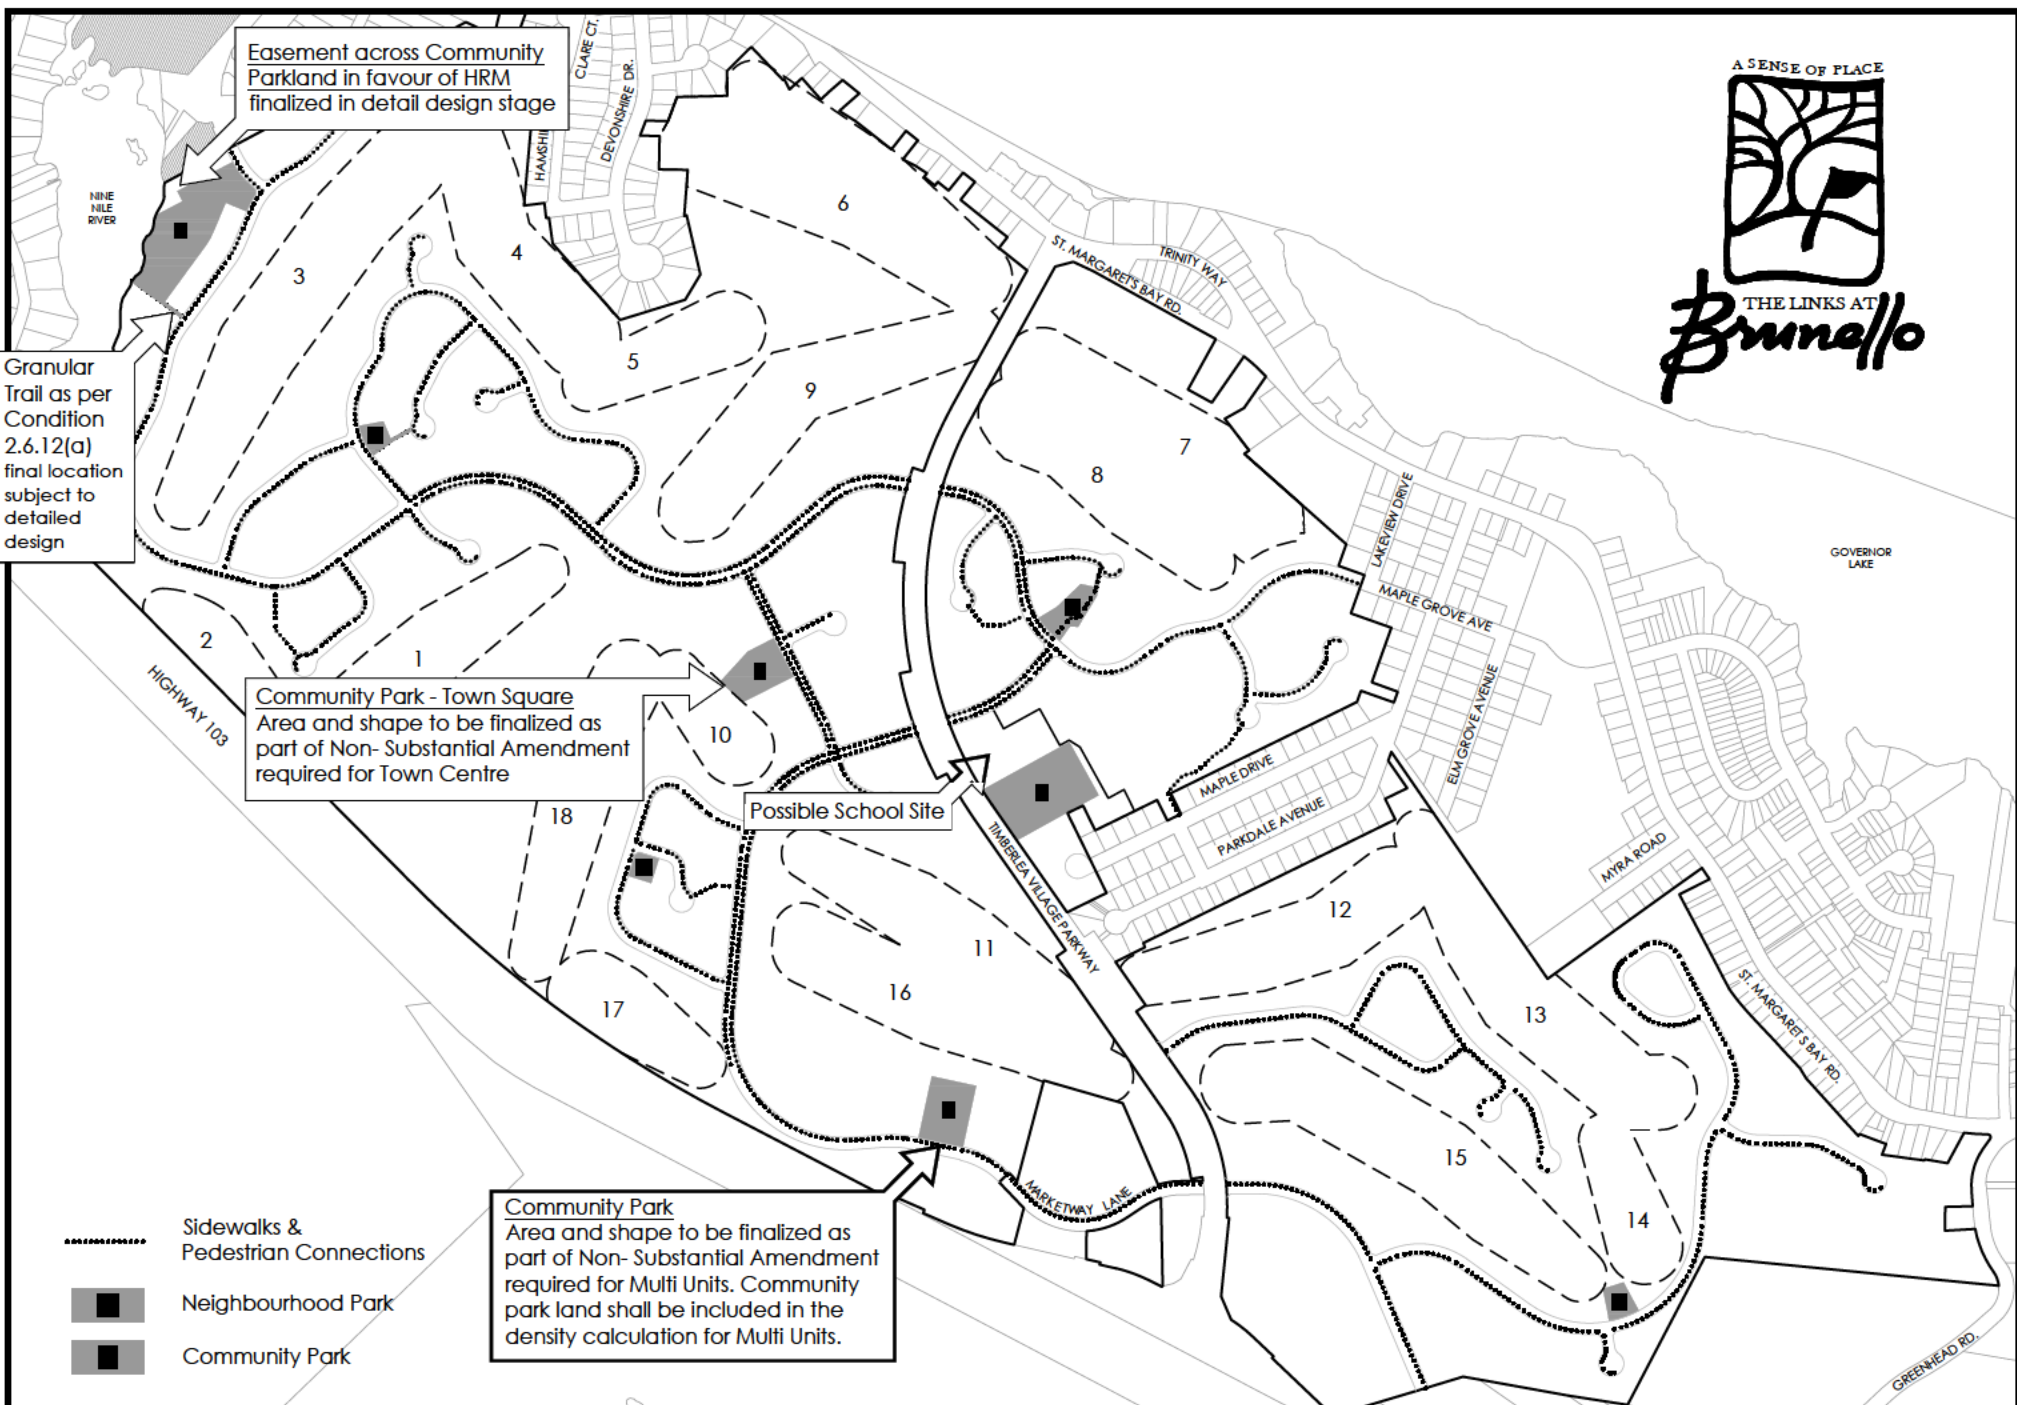 Easement across Community
Parkland in favour of HRM
finalized in detail design stage
CLARE CT.
DEVONSHIRE DR.
HAMSHI
A SENSE OF PLACE
THE LINKS AT
Brunello
NINE
NILE
RIVER
3
4
6
ST. MARGARET'S BAY RD.
TRINITY WAY
Granular
Trail as per
Condition
2.6.12(a)
final location
subject to
detailed
design
5
9
7
8
LAKEVIEW DRIVE
GOVERNOR
LAKE
MAPLE GROVE AVE
2
1
HIGHWAY 103
Community Park - Town Square
Area and shape to be finalized as
part of Non- Substantial Amendment
required for Town Centre
10
ELM GROVE AVENUE
MAPLE DRIVE
Possible School Site
18
PARKDALE AVENUE
TIMBERLEA VILLAGE PARKWAY
MYRA ROAD
12
11
16
17
13
ST. MARGARET'S BAY RD.
15
14
MARKETWAY LANE
Community Park
Area and shape to be finalized as
part of Non- Substantial Amendment
required for Multi Units. Community
park land shall be included in the
density calculation for Multi Units.
Sidewalks &
Pedestrian Connections
Neighbourhood Park
Community Park
GREENHEAD RD.